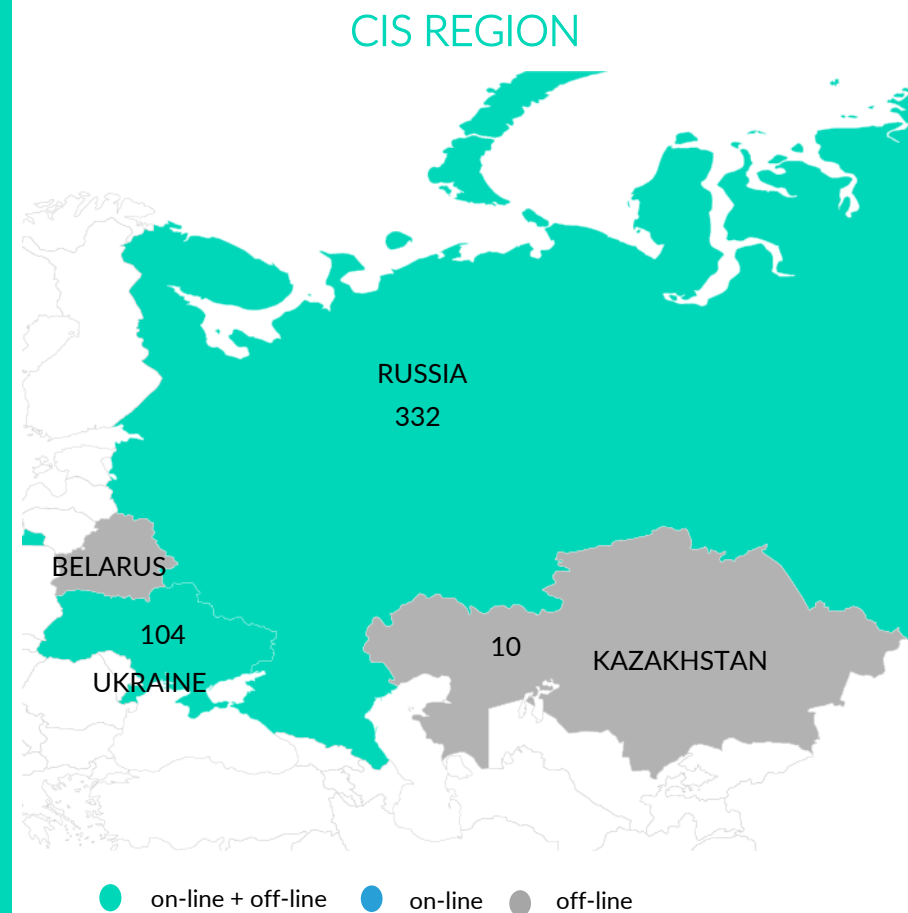 CIS REGION
RUSSIA
332
BELARUS
104
10
KAZAKHSTAN
UKRAINE
on-line + off-line on-line off-line